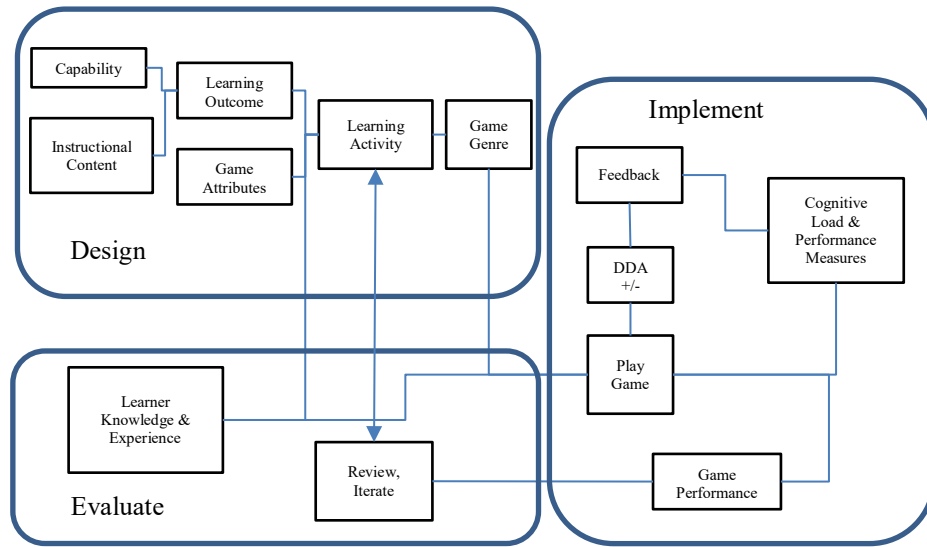 Capability
Learning
Outcome
Instructional
Content
Game
Attributes
Learning
Activity
Game
Genre
Design
Implement
Feedback
Cognitive
Load &
Performance
Measures
DDA
+/-
Play
Game
Game
Performance
Learner
Knowledge &
Experience
Review,
Iterate
Evaluate